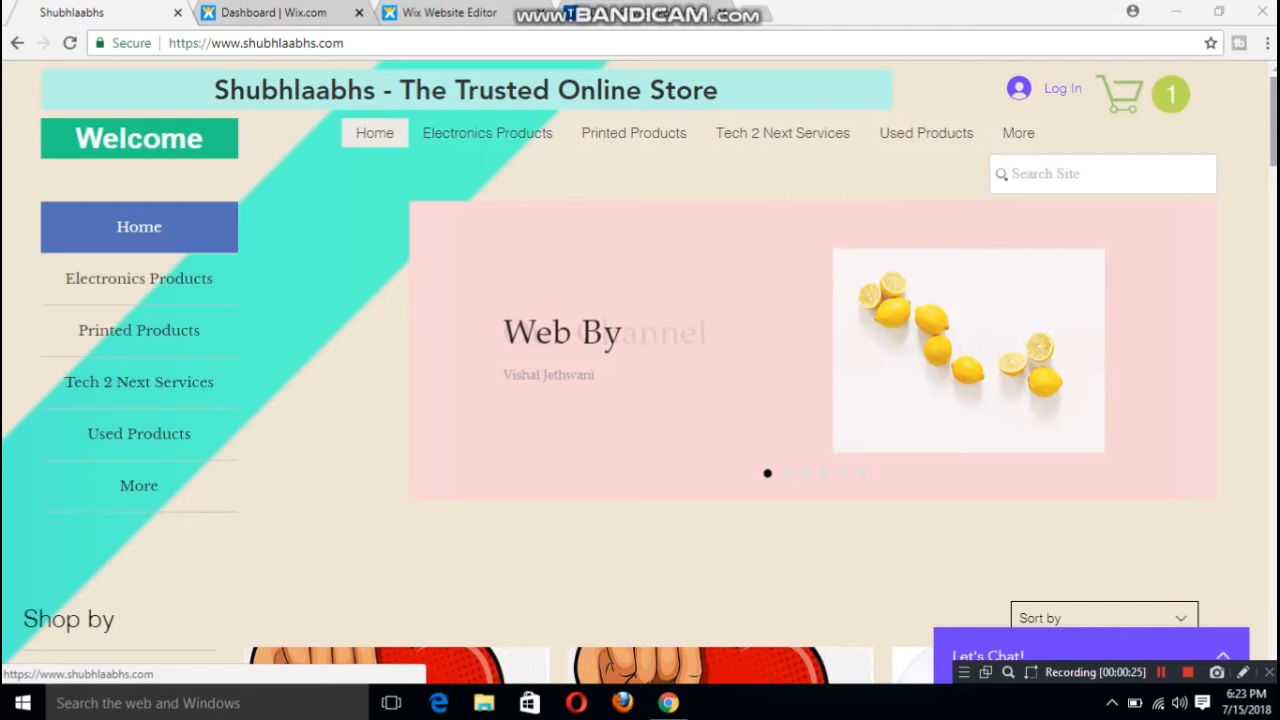 Shubhlaabhs
Dashboard | Wix.com
Wix Website Editor
www.BANDICAM.com
Secure
https://www.shubhlaabhs.com
Shubhlaabhs - The Trusted Online Store
Log In
1
Welcome
Home
Electronics Products
Printed Products
Tech 2 Next Services
Used Products
More
Search Site
Home
Electronics Products
Printed Products
Tech 2 Next Services
Used Products
More
Web By
Channel
Vishal Jethwani
Shop by
Sort by
Let's Chat!
https://www.shubhlaabhs.com
Recording [00:00:25]
Search the web and Windows
6:23 PM
7/15/2018